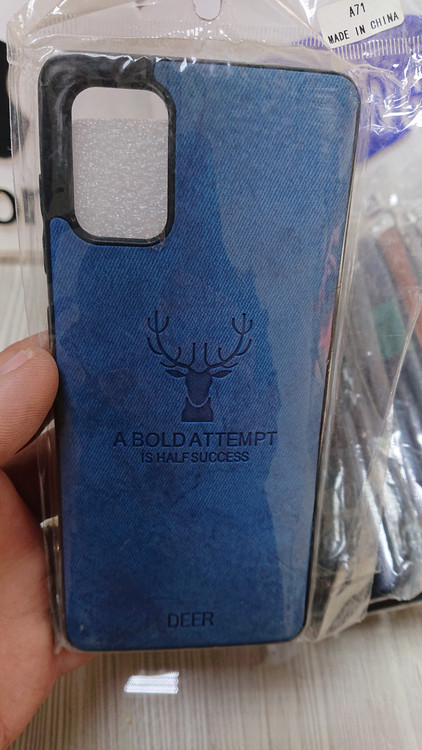 A71
MADE IN CHINA
A BOLD ATTEMPT
IS HALF SUCCESS
DEER